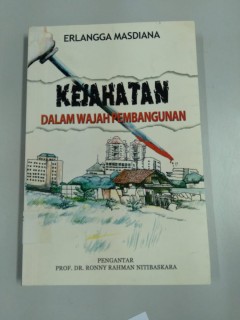 ERLANGGA MASDIANA
KEJAHATAN
DALAM WAJAH PEMBANGUNAN
PENGANTAR
PROF. DR. RONNY RAHMAN NITIBASKARA